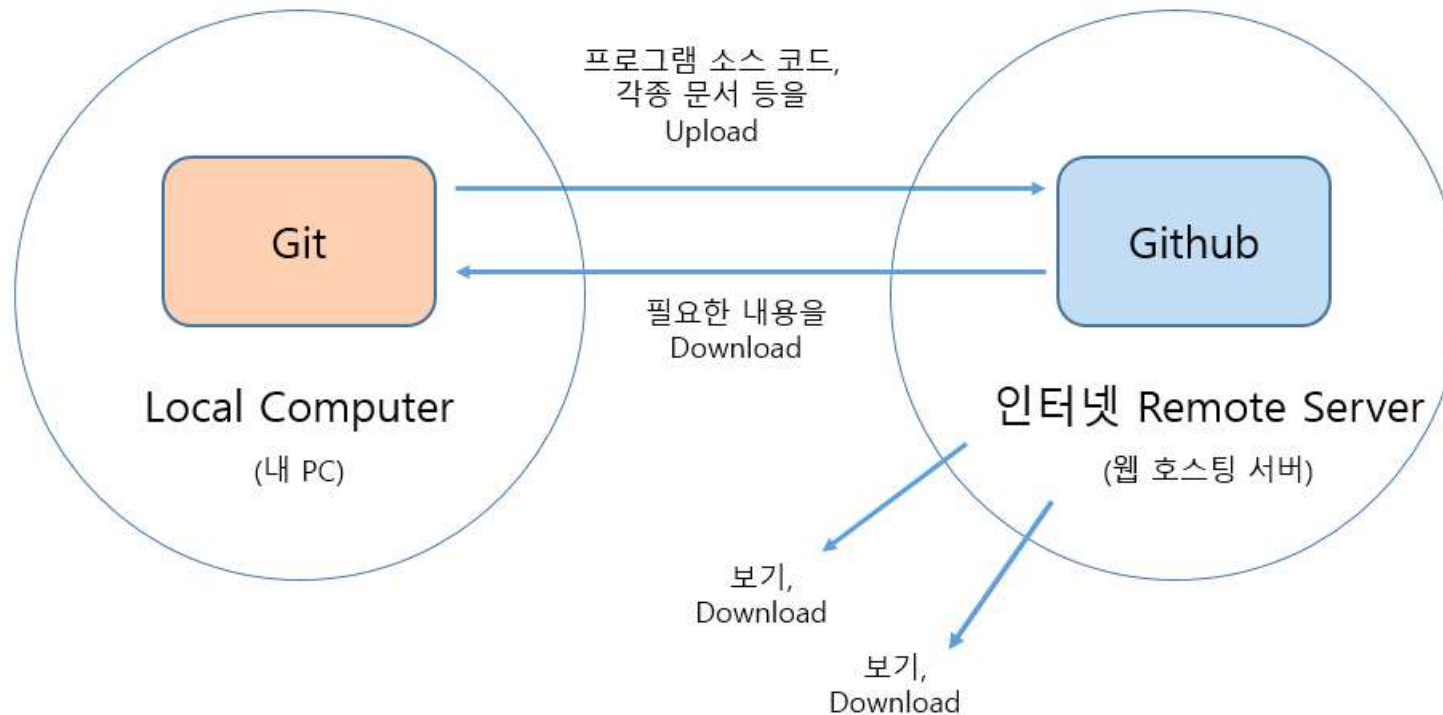 프로그램 소스 코드,
각종 문서 등을
Upload
Git
Github
필요한 내용을
Download
Local Computer
(내 PC)
인터넷 Remote Server
(웹 호스팅 서버)
보기,
Download
보기,
Download